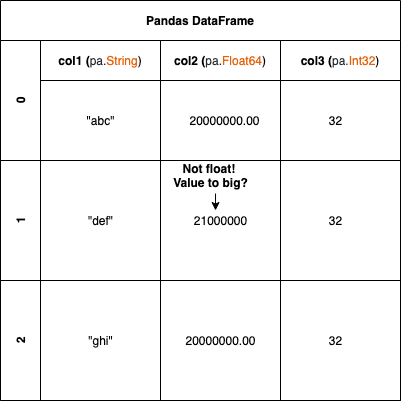 Pandas DataFrame
col1 (pa.String) col2 (pa.Float64) col3 (pa.Int32)
0 "abc" 20000000.00 32
Not float!
Value to big?
1 "def" 21000000 32
2 "ghi" 20000000.00 32